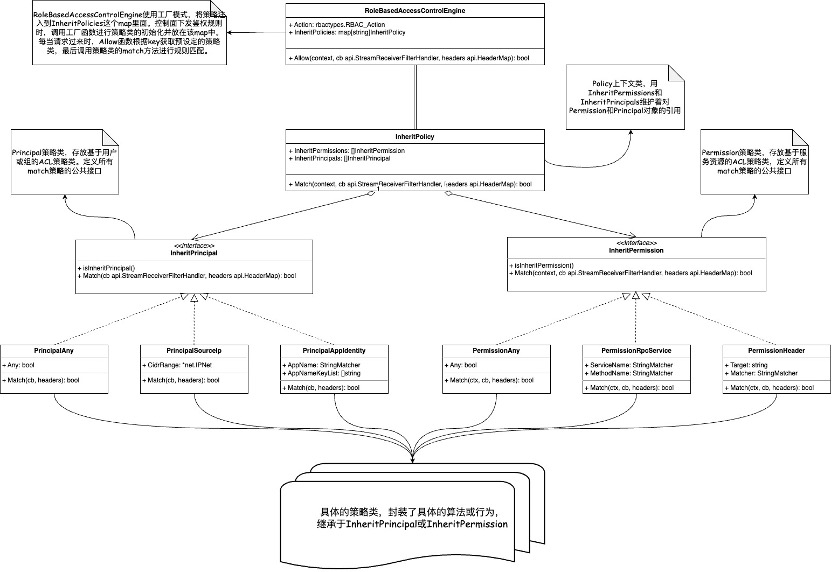 RoleBasedAccessControlEngine使用工厂模式，将策略注
入到InheritPolicies这个map里面。控制面下发鉴权规则
时，调用工厂函数进行策略类的初始化并放在该map中。
每当请求过来时，Allow函数根据key获取预设定的策略
类，最后调用策略类的match方法进行规则匹配。
RoleBasedAccessControlEngine
+ Action: rbactypes.RBAC_Action
+ InheritPolicies: map[string]InheritPolicy
+ Allow(context, cb api.StreamReceiverFilterHandler, headers api.HeaderMap): bool
Policy上下文类，用
InheritPermissions和
InheritPrincipals维护着对
Permission和Principal对象的引用
InheritPolicy
+ InheritPermissions: []InheritPermission
+ InheritPrincipals: []InheritPrincipal
+ Match(context, cb api.StreamReceiverFilterHandler, headers api.HeaderMap): bool
1
Principal策略类，存放基于用户
或组的ACL策略类。定义所有
match策略的公共接口
Permission策略类，存放基于服
务资源的ACL策略类，定义所有
match策略的公共接口
<<Interface>>
InheritPrincipal
+ isInheritPrincipal()
+ Match(cb api.StreamReceiverFilterHandler, headers api.HeaderMap): bool
<<Interface>>
InheritPermission
+ isInheritPermission()
+ Match(context, cb api.StreamReceiverFilterHandler, headers api.HeaderMap): bool
PrincipalAny
+ Any: bool
+ Match(cb, headers): bool
PrincipalSourceIp
+ CidrRange: *net.IPNet
+ Match(cb, headers): bool
PrincipalAppIdentity
+ AppName: StringMatcher
+ AppNameKeyList: []string
+ Match(cb, headers): bool
PermissionAny
+ Any: bool
+ Match(ctx, cb, headers): bool
PermissionRpcService
+ ServiceName: StringMatcher
+ MethodName: StringMatcher
+ Match(ctx, cb, headers): bool
PermissionHeader
+ Target: string
+ Matcher: StringMatcher
+ Match(ctx, cb, headers): bool
具体的策略类，封装了具体的算法或行为，
继承于InheritPrincipal或InheritPermission